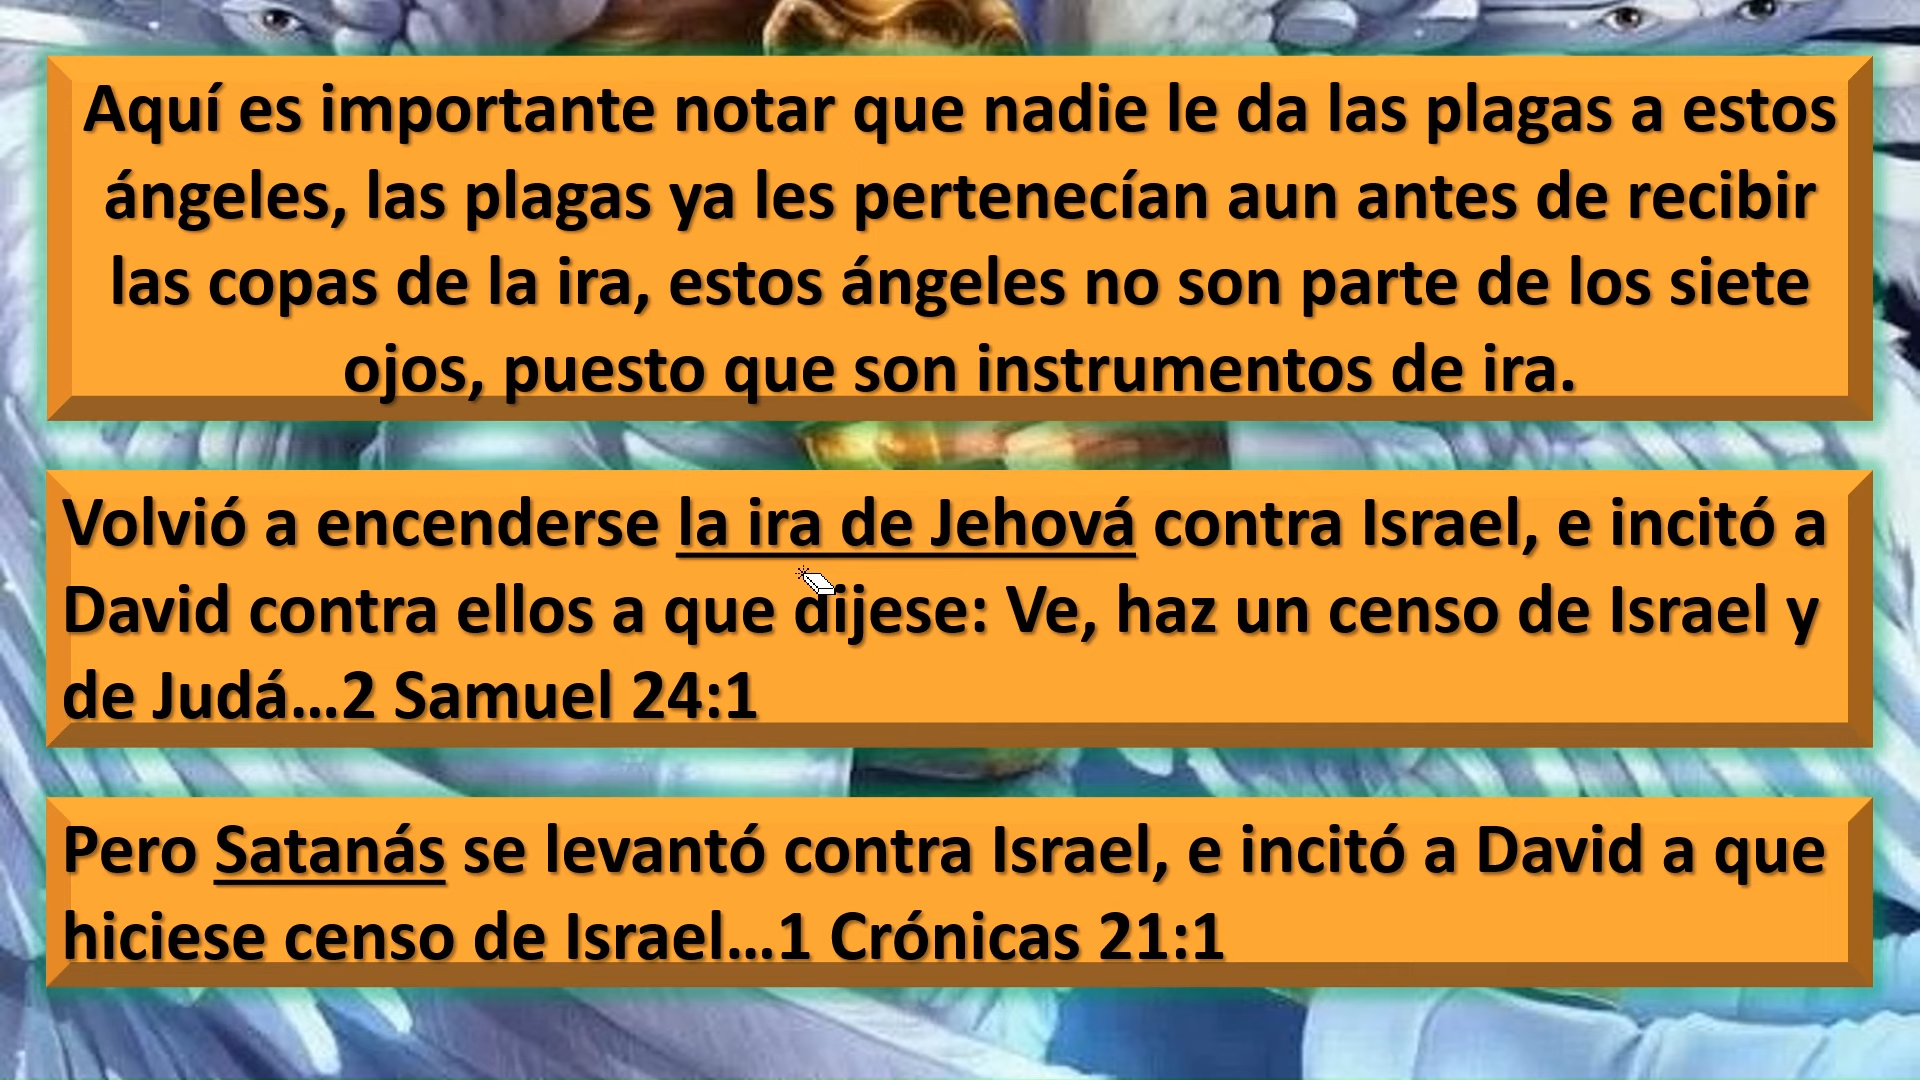 Aquí es importante notar que nadie le da las plagas a estos
ángeles, las plagas ya les pertenecían aun antes de recibir
las copas de la ira, estos ángeles no son parte de los siete
ojos, puesto que son instrumentos de ira.
Volvió a encenderse la ira de Jehová contra Israel, e incitó a
David contra ellos a que dijese: Ve, haz un censo de Israel y
de Judá...2 Samuel 24:1
Pero Satanás se levantó contra Israel, e incitó a David a que
hiciese censo de Israel...1 Crónicas 21:1